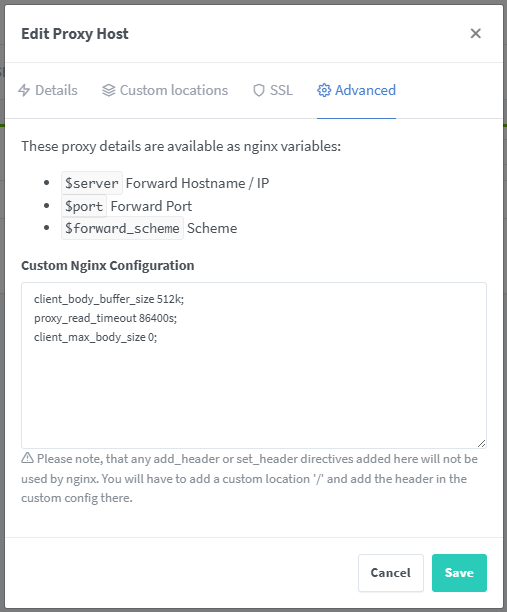 Edit Proxy Host
Details
Custom locations
SSL
Advanced
These proxy details are available as nginx variables:
$server Forward Hostname / IP
$port Forward Port
$forward_scheme Scheme
Custom Nginx Configuration
client_body_buffer_size 512k;
proxy_read_timeout 86400s;
client_max_body_size 0;
Please note, that any add_header or set_header directives added here will not be
used by nginx. You will have to add a custom location '/' and add the header in the
custom config there.
Cancel
Save